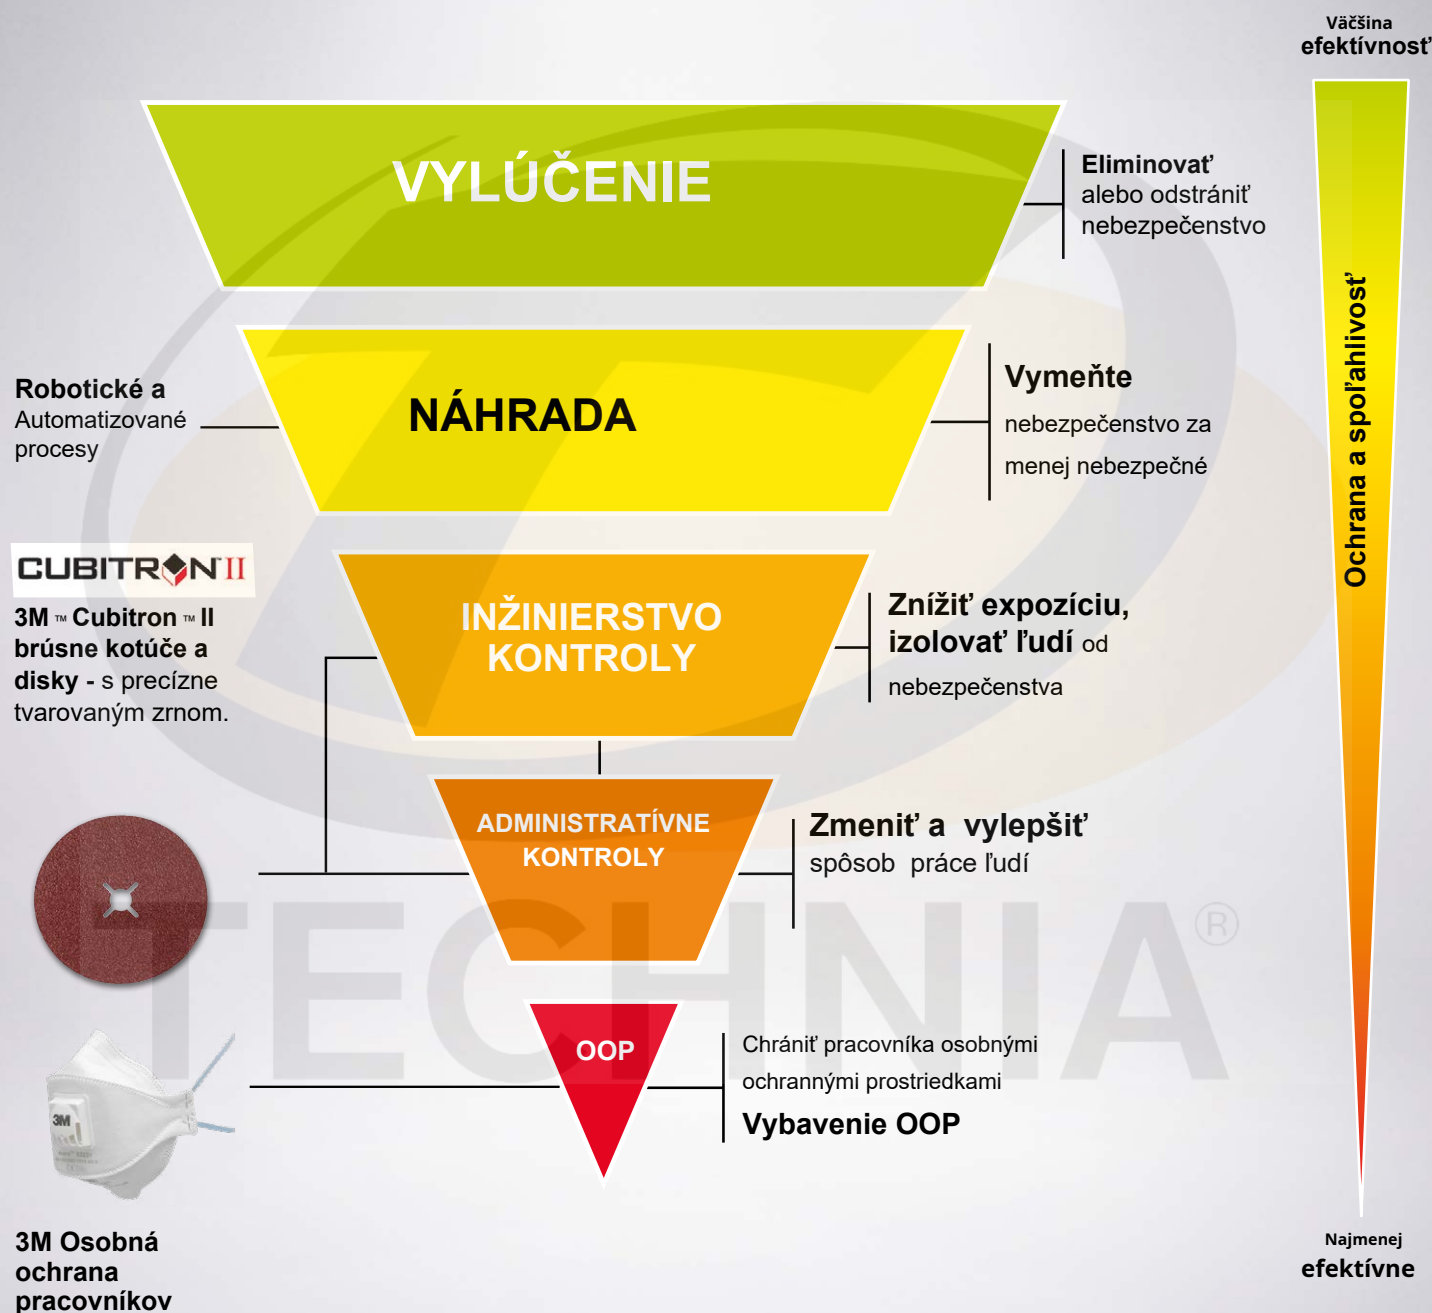 Väčšina
efektívnosť
VYLÚČENIE
Eliminovať
alebo odstrániť
nebezpečenstvo
Robotické a
Automatizované
procesy
NÁHRADA
Vymeňte
nebezpečenstvo za
menej nebezpečné
Ochrana a spoľahlivosť
CUBITRON™ II
3M ™ Cubitron ™ II
brúsne kotúče a
disky - s precízne
tvarovaným zrnom.
INŽINIERSTVO
KONTROLY
Znížiť expozíciu,
izolovať ľudí od
nebezpečenstva
ADMINISTRATÍVNE
KONTROLY
Zmeniť a vylepšiť
spôsob práce ľudí
TECHNIA®
OOP
Chrániť pracovníka osobnými
ochrannými prostriedkami
Vybavenie OOP
3M
3M Osobná
ochrana
pracovníkov
Najmenej
efektívne